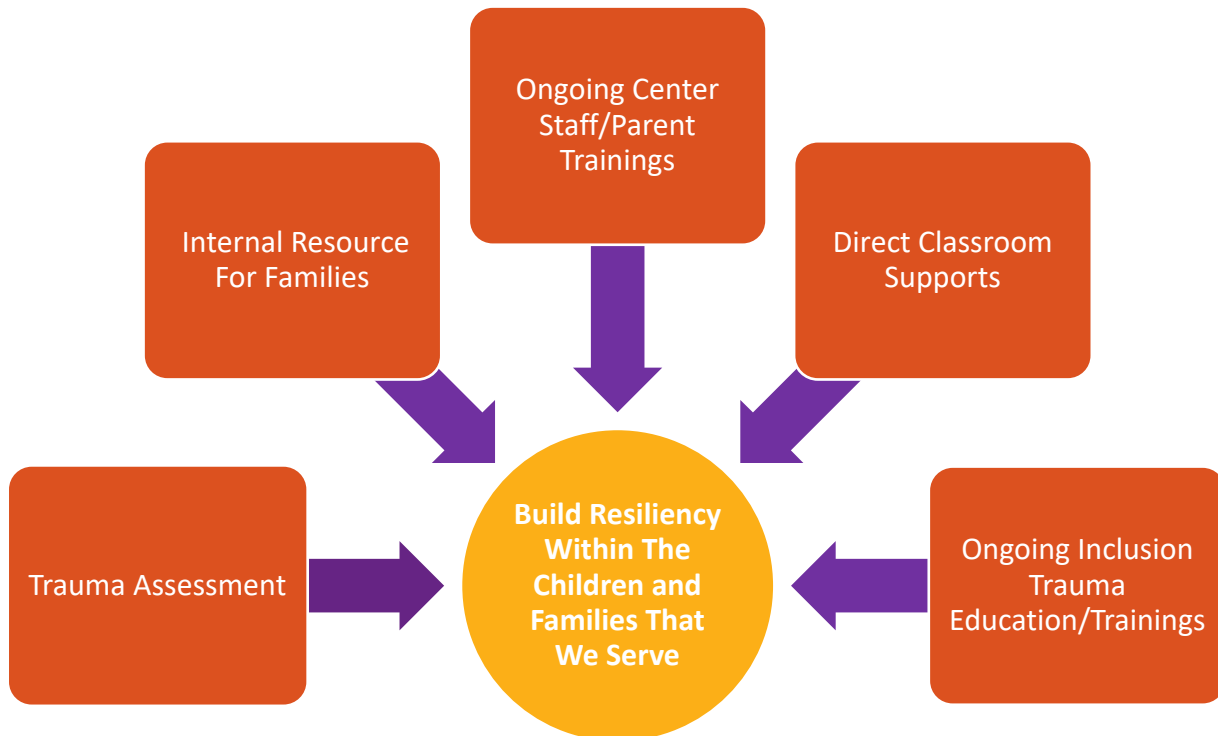 Ongoing Center
Staff/Parent
Trainings
Internal Resource
For Families
Direct Classroom
Supports
Trauma Assessment
Build Resiliency
Within The
Children and
Families That
We Serve
Ongoing Inclusion
Trauma
Education/Trainings